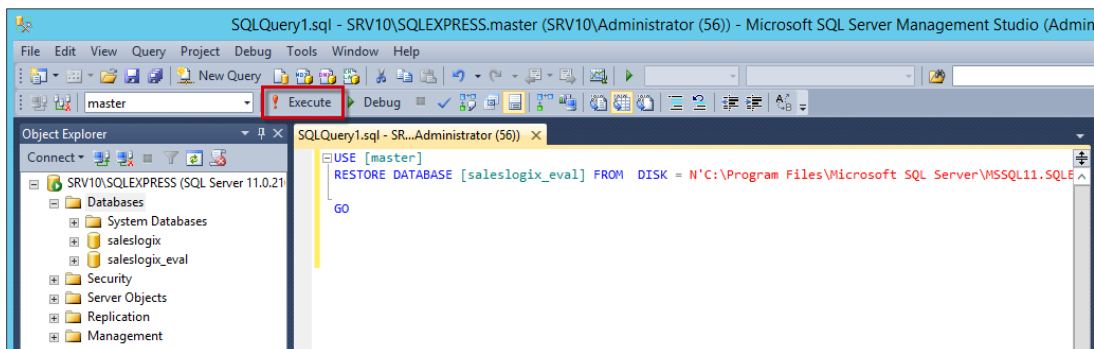 SQLQuery1.sql - SRV10\SQLEXPRESS.master (SRV10\Administrator (56)) - Microsoft SQL Server Management Studio (Admin
File Edit View Query Project Debug Tools Window Help
New Query
master Execute Debug
Object Explorer
SQLQuery1.sql - SR...Administrator (56))
Connect
SRV10\SQLEXPRESS (SQL Server 11.0.21
Databases
System Databases
saleslogix
saleslogix_eval
Security
Server Objects
Replication
Management
USE [master]
RESTORE DATABASE [saleslogix_eval] FROM DISK = N'C:\Program Files\Microsoft SQL Server\MSSQL11.SQLE
GO